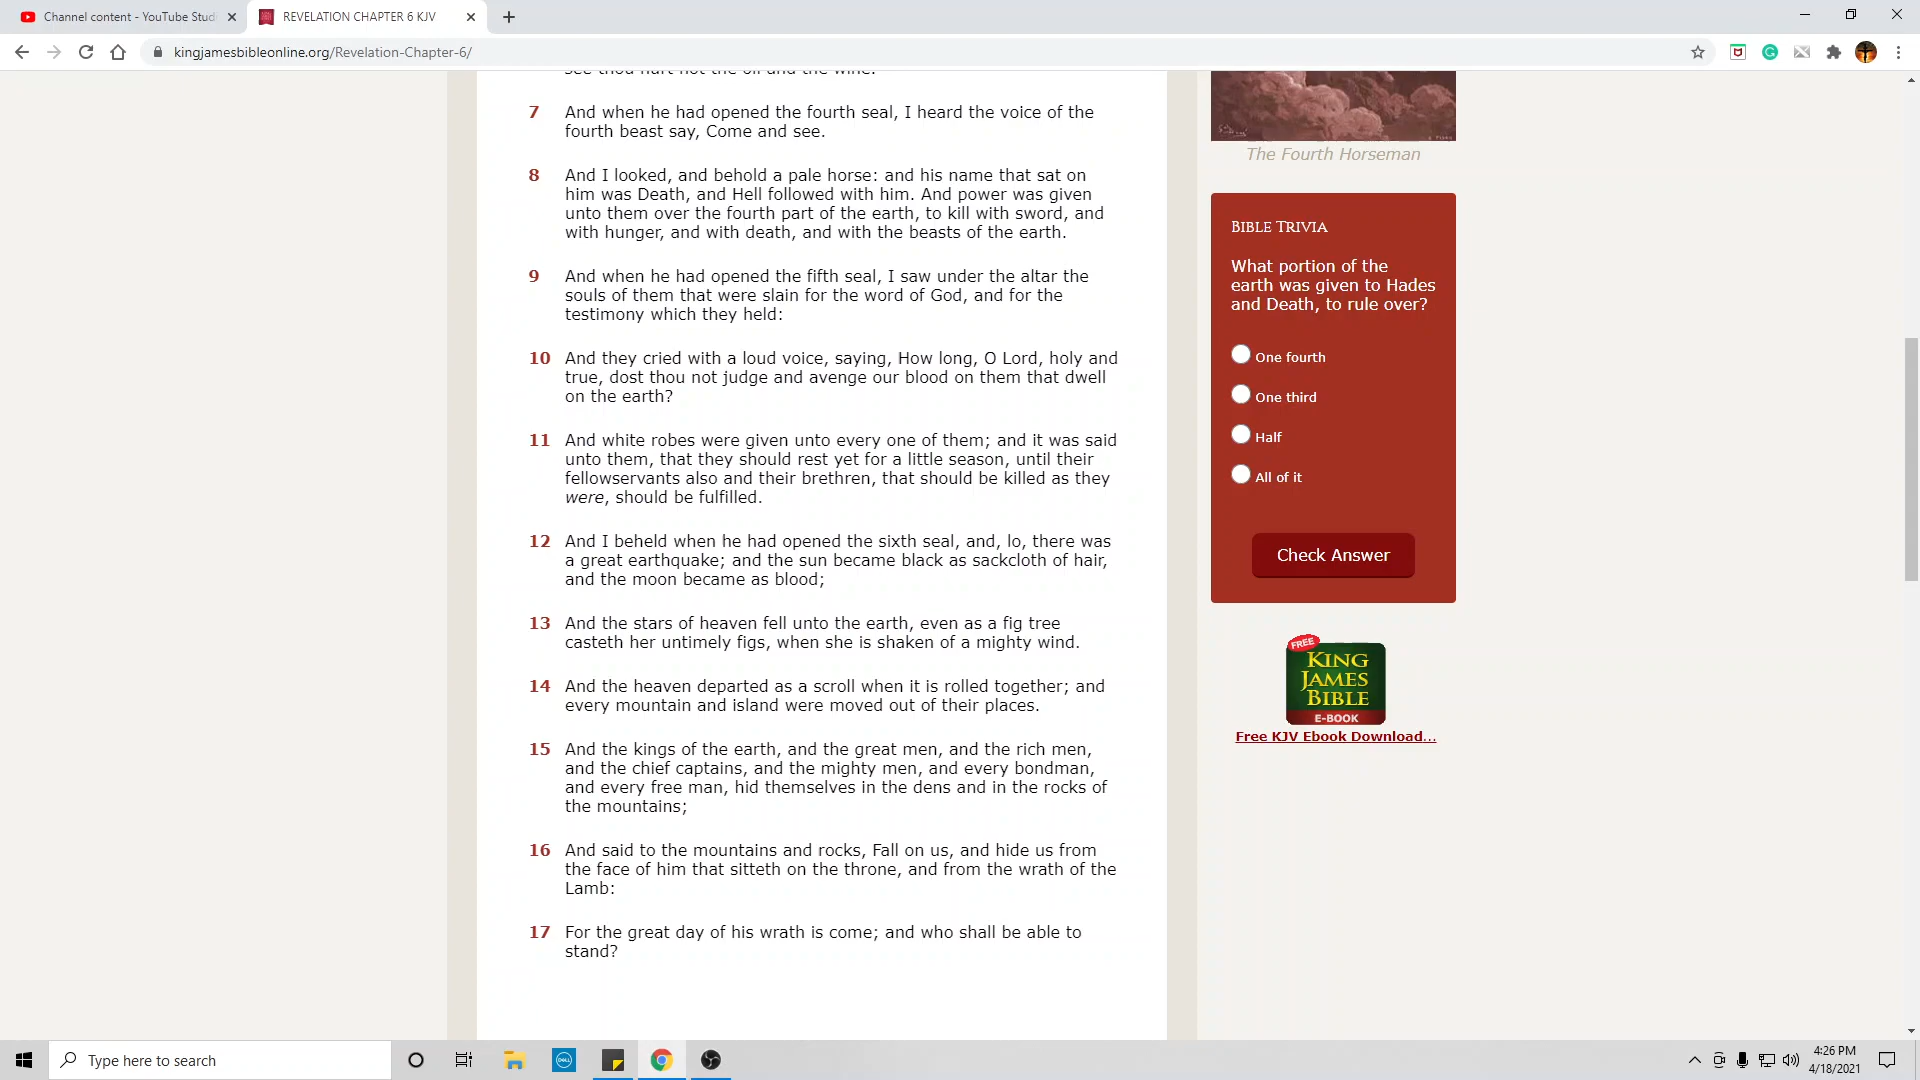 Channel content - YouTube Studi
REVELATION CHAPTER 6 KJV
kingjamesbibleonline.org/Revelation-Chapter-6/
see thou hurt not the oil and the wine.
7 And when he had opened the fourth seal, I heard the voice of the
fourth beast say, Come and see.
8 And I looked, and behold a pale horse: and his name that sat on
him was Death, and Hell followed with him. And power was given
unto them over the fourth part of the earth, to kill with sword, and
with hunger, and with death, and with the beasts of the earth.
9 And when he had opened the fifth seal, I saw under the altar the
souls of them that were slain for the word of God, and for the
testimony which they held:
10 And they cried with a loud voice, saying, How long, O Lord, holy and
true, dost thou not judge and avenge our blood on them that dwell
on the earth?
11 And white robes were given unto every one of them; and it was said
unto them, that they should rest yet for a little season, until their
fellowservants also and their brethren, that should be killed as they
were, should be fulfilled.
12 And I beheld when he had opened the sixth seal, and, lo, there was
a great earthquake; and the sun became black as sackcloth of hair,
and the moon became as blood;
13 And the stars of heaven fell unto the earth, even as a fig tree
casteth her untimely figs, when she is shaken of a mighty wind.
14 And the heaven departed as a scroll when it is rolled together; and
every mountain and island were moved out of their places.
15 And the kings of the earth, and the great men, and the rich men,
and the chief captains, and the mighty men, and every bondman,
and every free man, hid themselves in the dens and in the rocks of
the mountains;
16 And said to the mountains and rocks, Fall on us, and hide us from
the face of him that sitteth on the throne, and from the wrath of the
Lamb:
17 For the great day of his wrath is come; and who shall be able to
stand?
The Fourth Horseman
BIBLE TRIVIA
What portion of the
earth was given to Hades
and Death, to rule over?
One fourth
One third
Half
All of it
Check Answer
FREE
KING
JAMES
BIBLE
E-BOOK
Free KJV Ebook Download...
Type here to search
DELL
4:26 PM
4/18/2021